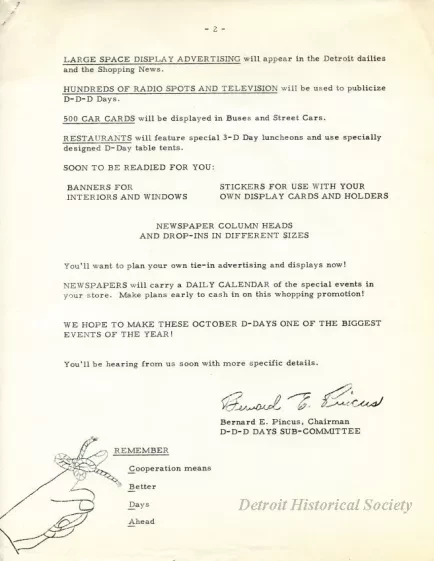 - 2 -
LARGE SPACE DISPLAY ADVERTISING will appear in the Detroit dailies
and the Shopping News.
HUNDREDS OF RADIO SPOTS AND TELEVISION will be used to publicize
D-D-D Days.
500 CAR CARDS will be displayed in Buses and Street Cars.
RESTAURANTS will feature special 3-D Day luncheons and use specially
designed D-Day table tents.
SOON TO BE READIED FOR YOU:
BANNERS FOR
INTERIORS AND WINDOWS
STICKERS FOR USE WITH YOUR
OWN DISPLAY CARDS AND HOLDERS
NEWSPAPER COLUMN HEADS
AND DROP-INS IN DIFFERENT SIZES
You'll want to plan your own tie-in advertising and displays now!
NEWSPAPERS will carry a DAILY CALENDAR of the special events in
your store. Make plans early to cash in on this whopping promotion!
WE HOPE TO MAKE THESE OCTOBER D-DAYS ONE OF THE BIGGEST
EVENTS OF THE YEAR!
You'll be hearing from us soon with more specific details.
Bernard E. Pincus
Bernard E. Pincus, Chairman
D-D-D DAYS SUB-COMMITTEE
REMEMBER
Cooperation means
Better
Days
Ahead
Detroit Historical Society